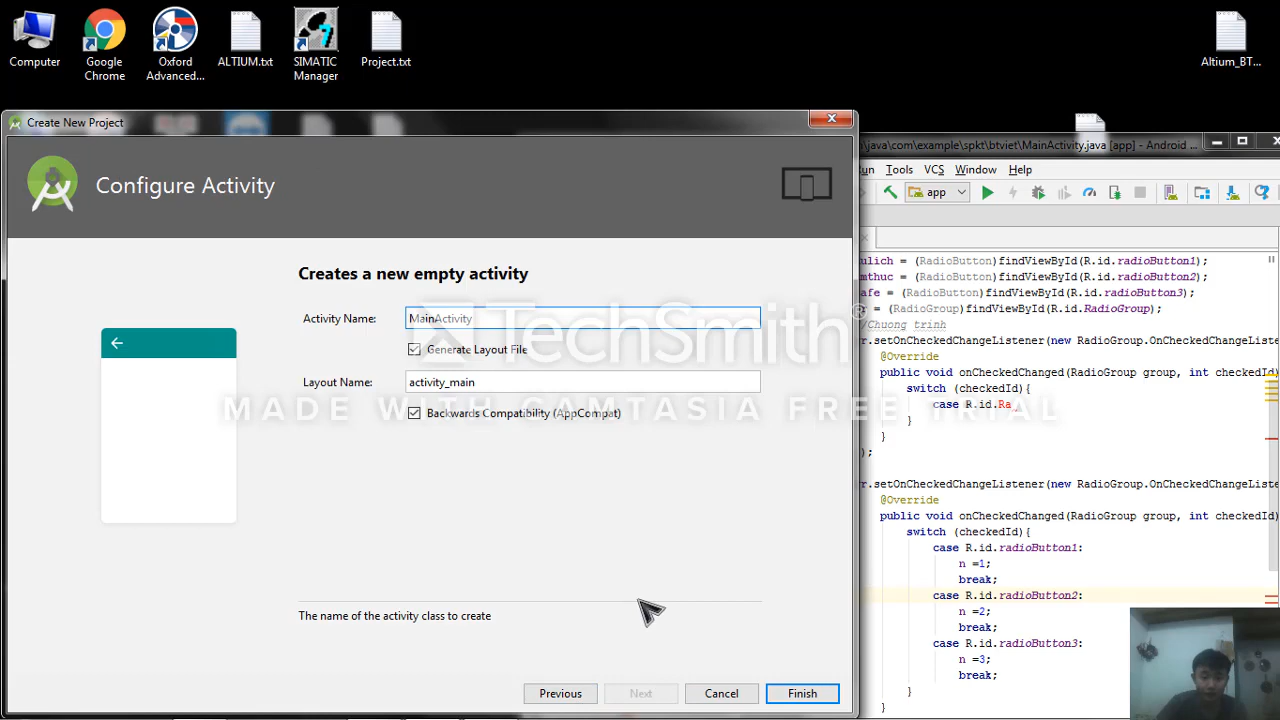 Computer
Google Chrome
Oxford Advanced...
ALTIUM.txt
SIMATIC Manager
Project.txt
Altium_BT...
Create New Project
Configure Activity
Creates a new empty activity
Activity Name:
MainActivity
Generate Layout File
Layout Name:
activity_main
Backwards Compatibility (AppCompat)
The name of the activity class to create
Previous
Next
Cancel
Finish
TechSmith®
MADE WITH CAMTASIA FREE TRIAL
\java\com\example\spkt\btviet\MainActivity.java [app] - Android ...
un Tools VCS Window Help
app
ulich = (RadioButton)findViewById(R.id.radioButton1);
mthuc = (RadioButton)findViewById(R.id.radioButton2);
afe = (RadioButton)findViewById(R.id.radioButton3);
= (RadioGroup)findViewById(R.id.RadioGroup);
/Chuong trinh
r.setOnCheckedChangeListener(new RadioGroup.OnCheckedChangeListe
@Override
public void onCheckedChanged(RadioGroup group, int checkedId
switch (checkedId){
case R.id.Ra
}
}
);
r.setOnCheckedChangeListener(new RadioGroup.OnCheckedChangeListe
@Override
public void onCheckedChanged(RadioGroup group, int checkedId
switch (checkedId){
case R.id.radioButton1:
n =1;
break;
case R.id.radioButton2:
n =2;
break;
case R.id.radioButton3:
n =3;
break;
}
}